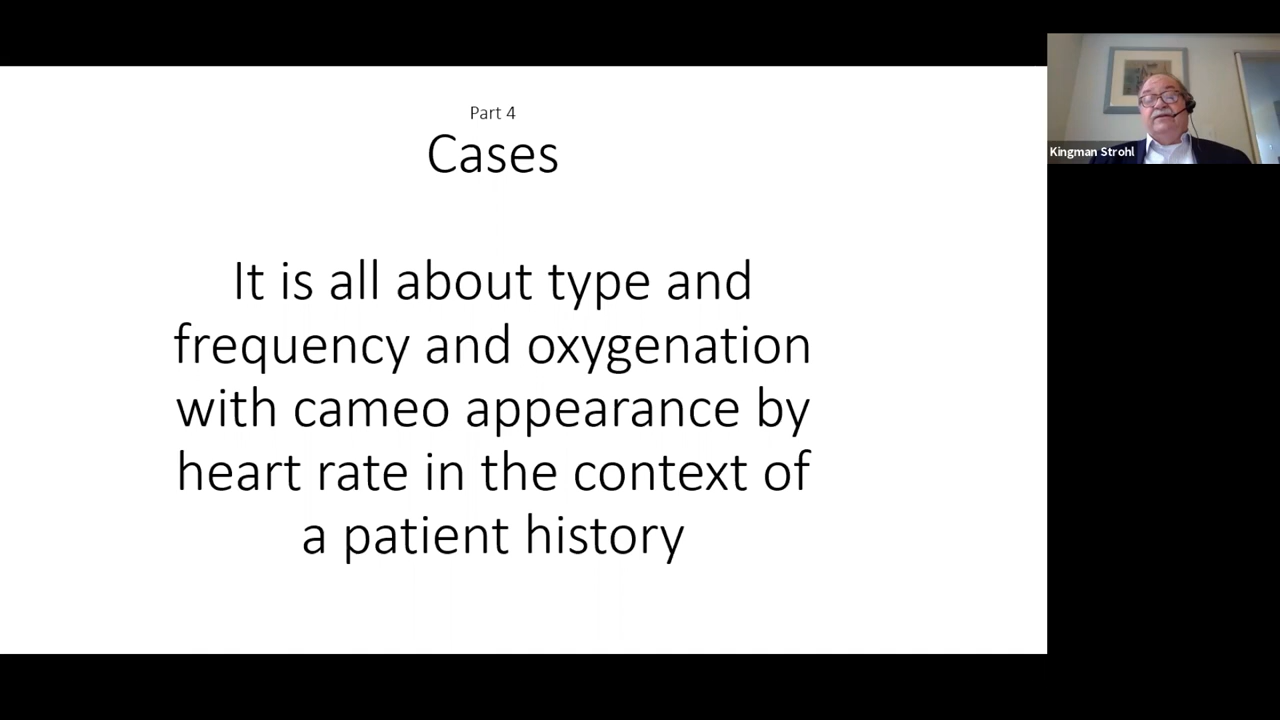 Part 4
Cases
It is all about type and
frequency and oxygenation
with cameo appearance by
heart rate in the context of
a patient history
Kingman Strohl